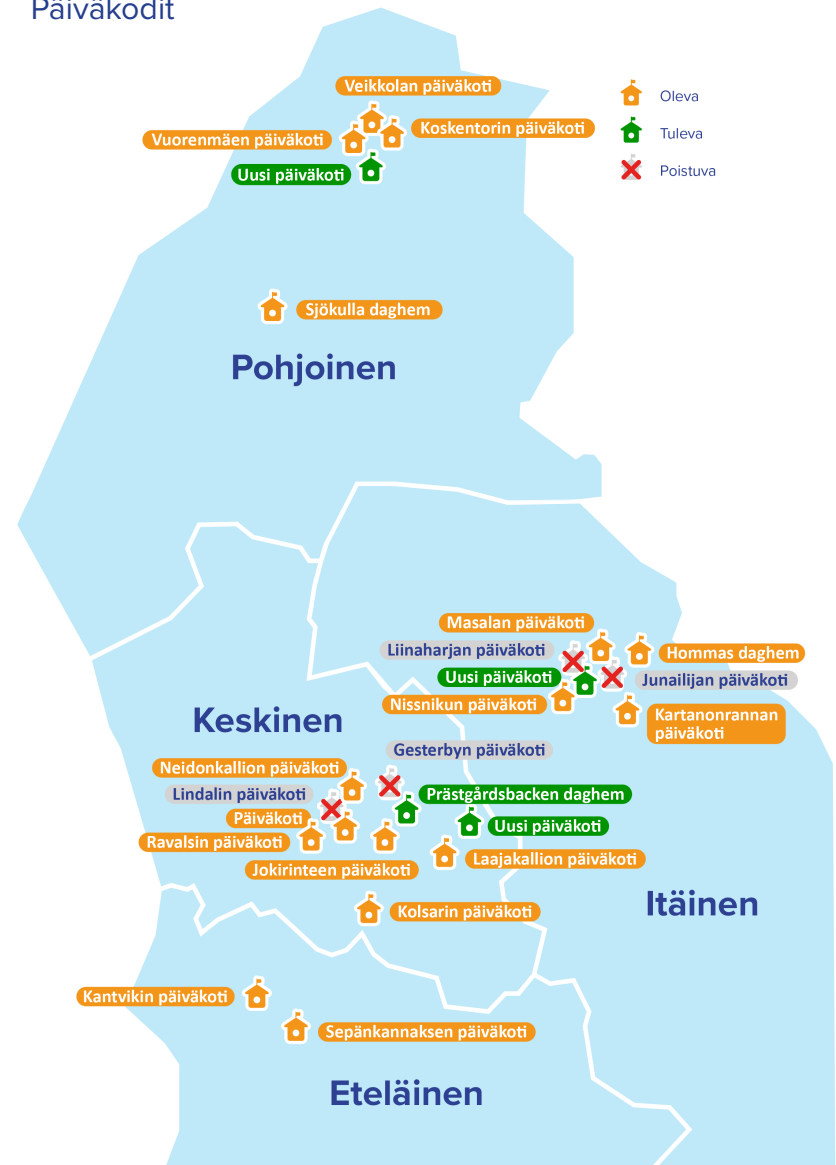 Päiväkodit
Veikkolan päiväkoti
Oleva
Koskentorin päiväkoti
Vuorenmäen päiväkoti
Tuleva
Uusi päiväkoti
Poistuva
Sjökulla daghem
Pohjoinen
Masalan päiväkoti
Liinaharjan päiväkoti
Hommas daghem
Uusi päiväkoti
Junailijan päiväkoti
Nissnikun päiväkoti
Kartanonrannan
päiväkoti
Keskinen
Gesterbyn päiväkoti
Neidonkallion päiväkoti
Lindalin päiväkoti
Prästgårdsbacken daghem
Päiväkoti
Uusi päiväkoti
Ravalsin päiväkoti
Laajakallion päiväkoti
Jokirinteen päiväkoti
Itäinen
Kolsarin päiväkoti
Kantvikin päiväkoti
Sepänkannaksen päiväkoti
Eteläinen